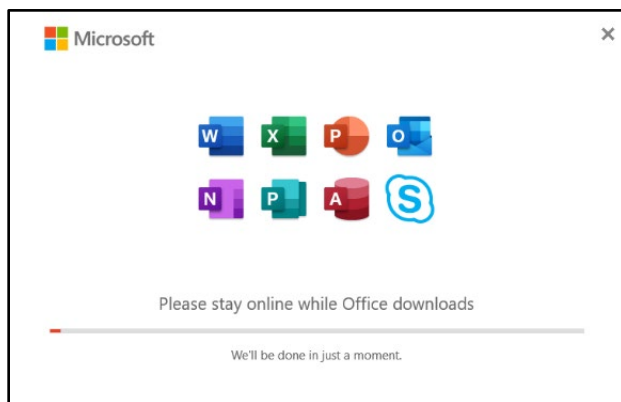 Microsoft
W X P O
N P A S
Please stay online while Office downloads
We'll be done in just a moment.